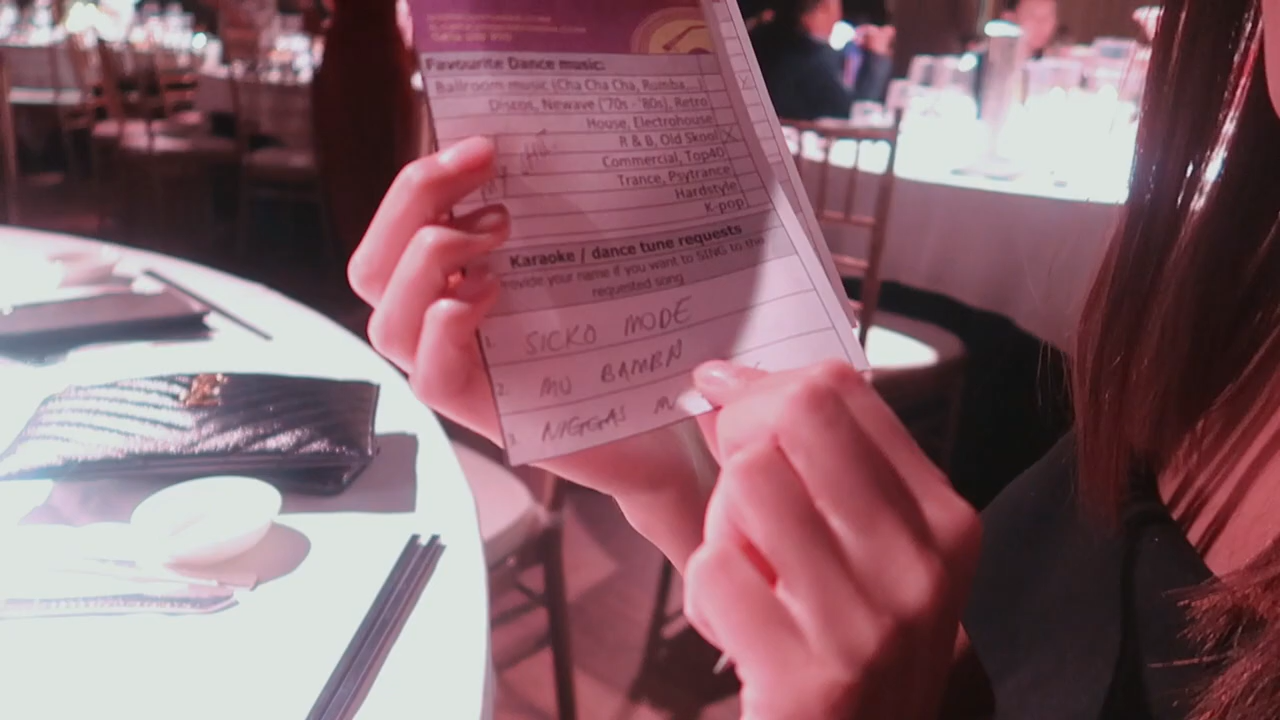 Favourite Dance music:
Ballroom music (Cha Cha Cha, Rumba,...)
Discos, Newave ('70s - '80s), Retro
House, Electrohouse
R & B, Old Skool X
Commercial, Top40
Trance, Psytrance
Hardstyle
K-pop
Karaoke / dance tune requests
Provide your name if you want to SING to the
requested song
1. SICKO MODE
2. MO BAMBA
3. NIGGAS